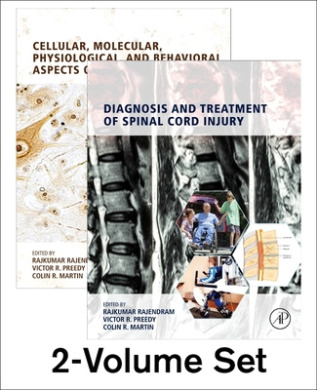 CELLULAR, MOLECULAR,
PHYSIOLOGICAL, AND BEHAVIORAL
ASPECTS
EDITED BY
RAJKUMAR
VICTOR R. PREEDY
COLIN R. MARTIN
DIAGNOSIS AND TREATMENT
OF SPINAL CORD INJURY
EDITED BY
RAJKUMAR RAJENDRAM
VICTOR R. PREEDY
COLIN R. MARTIN
AP
2-Volume Set